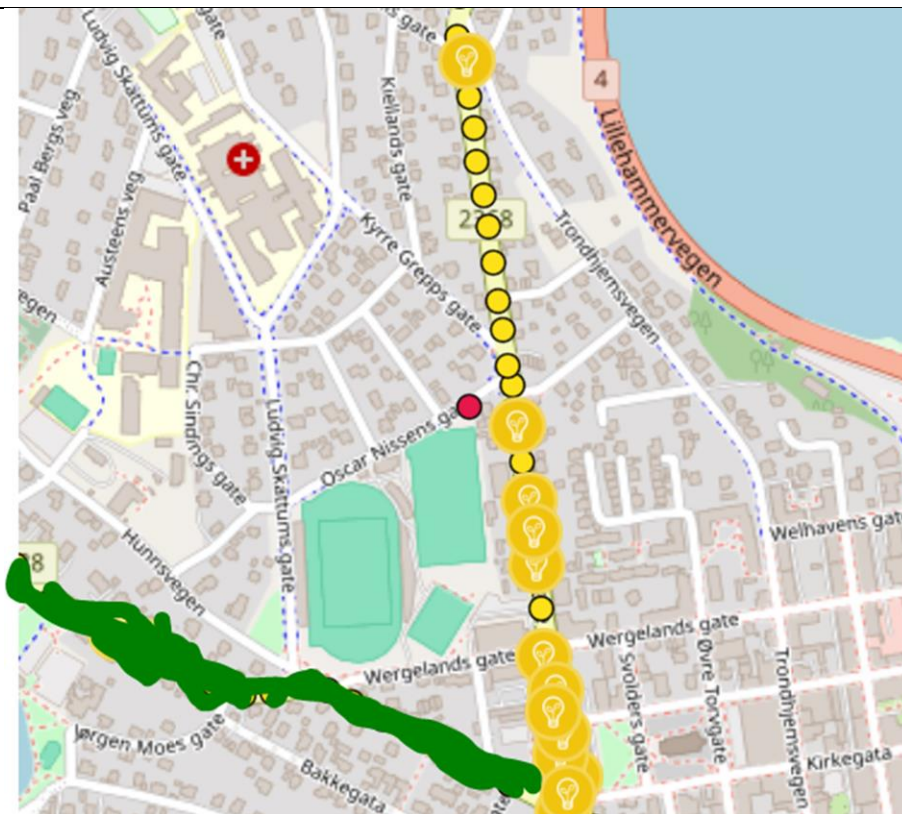 Ludvig Skattums gate
gate
s gate
4
Lillehammervegen
Paal Bergs veg
Austeens veg
Kiellands gate
Kyrre Grepps gate
Trondhjemsvegen
egen
Chr. Sindings gate
Ludvig Skattums gate
Oscar Nissens
Hunnsvegen
Welhavens gat
Wergelands gate
Wergelands gate
Svolders gate
Øvre Torvgate
Trondhjemsvegen
Jørgen Moes gate
Bakkegata
Kirkegata